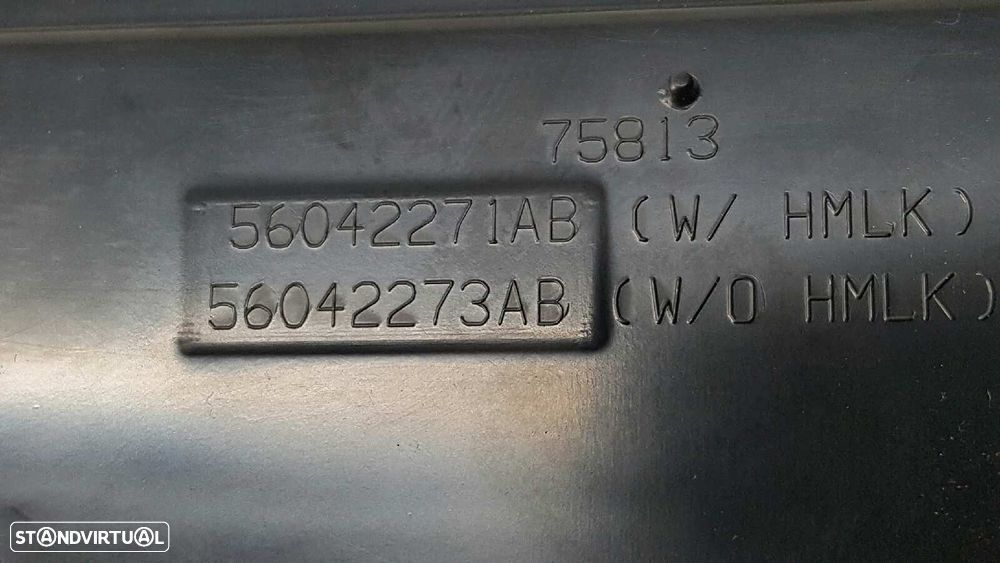 75813
56042271AB (W/ HMLK)
56042273AB (W/O HMLK)
STANDVIRTUAL